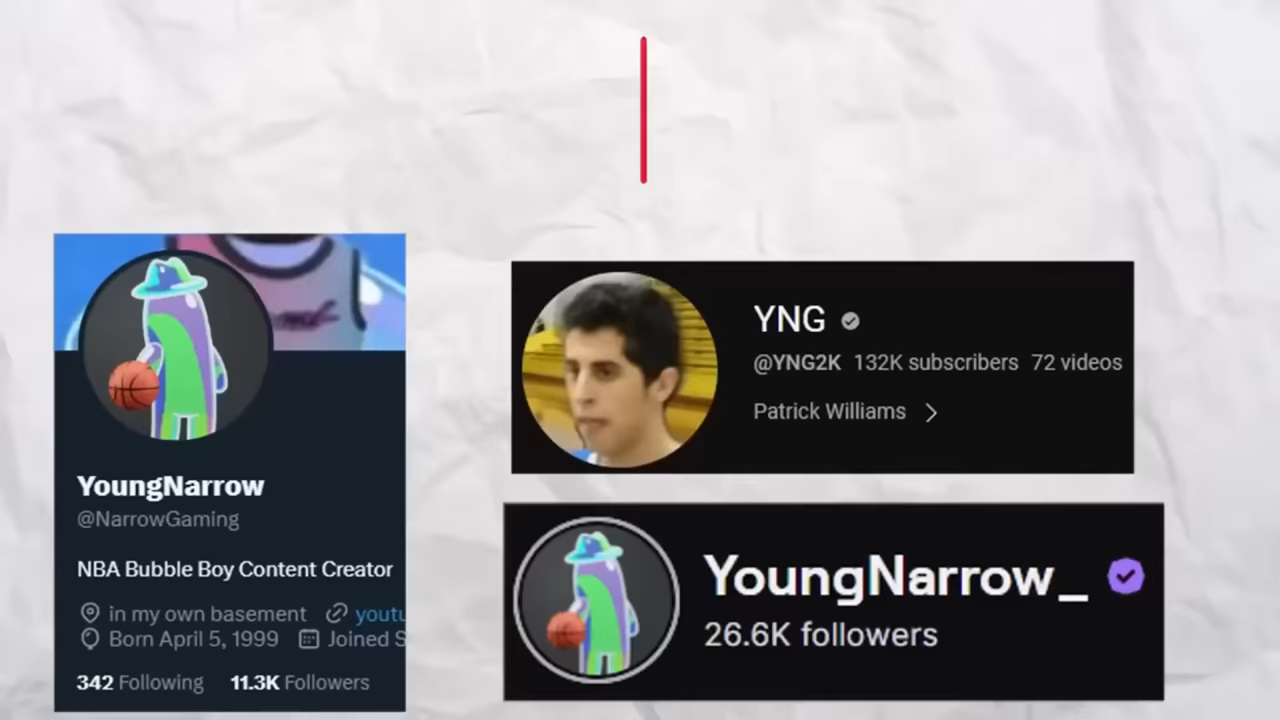 YoungNarrow
@NarrowGaming
NBA Bubble Boy Content Creator
in my own basement
Born April 5, 1999 Joined
342 Following 11.3K Followers
YNG
@YNG2K 132K subscribers 72 videos
Patrick Williams
YoungNarrow_
26.6K followers